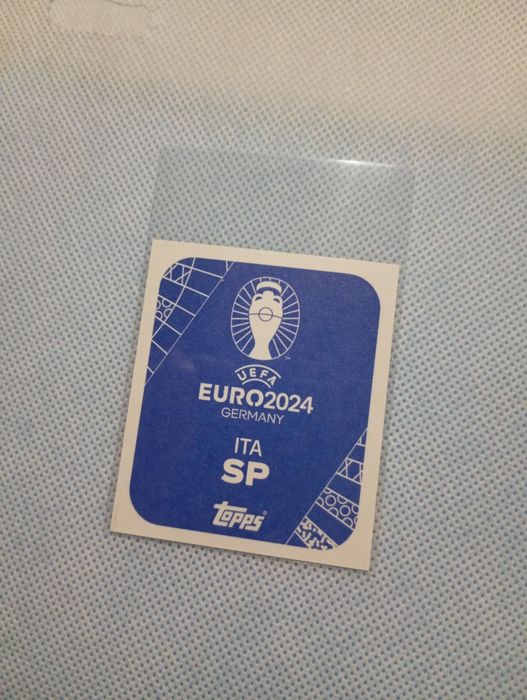 UEFA
EURO2024
GERMANY
ITA
SP
topps